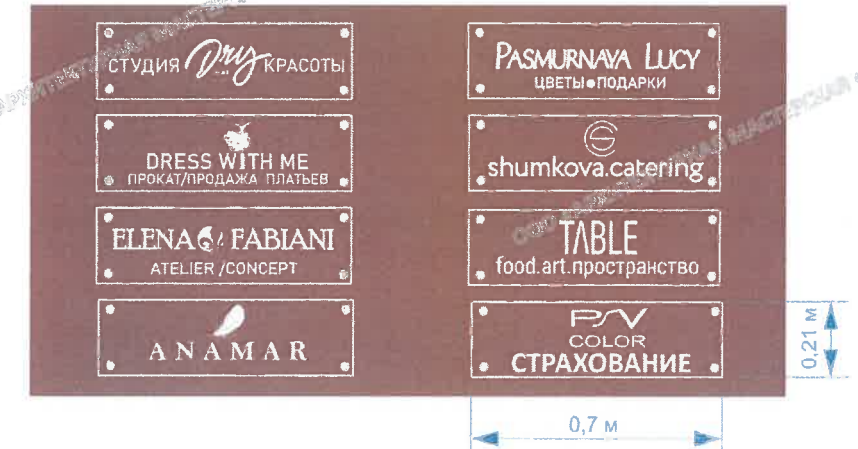 СТУДИЯ Dry КРАСОТЫ
DRESS WITH ME
ПРОКАТ/ПРОДАЖА ПЛАТЬЕВ
ELENA FABIANI
ATELIER/CONCEPT
ANAMAR
PASMURNAYA LUCY
ЦВЕТЫ•ПОДАРКИ
shumkova.catering
TABLE
food.art.пространство
PSV
COLOR
СТРАХОВАНИЕ
0,21 м
0,7 м